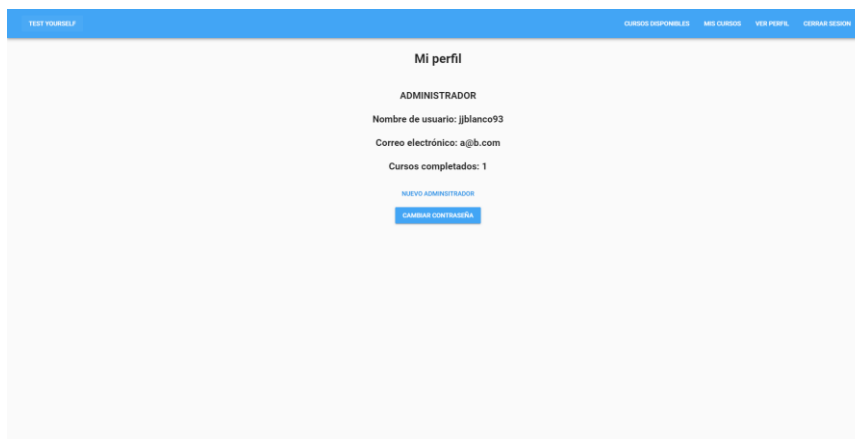 TEST YOURSELF
CURSOS DISPONIBLES MIS CURSOS VER PERFIL CERRAR SESION
Mi perfil
ADMINISTRADOR
Nombre de usuario: jjblanco93
Correo electrónico: a@b.com
Cursos completados: 1
NUEVO ADMINSITRADOR
CAMBIAR CONTRASEÑA